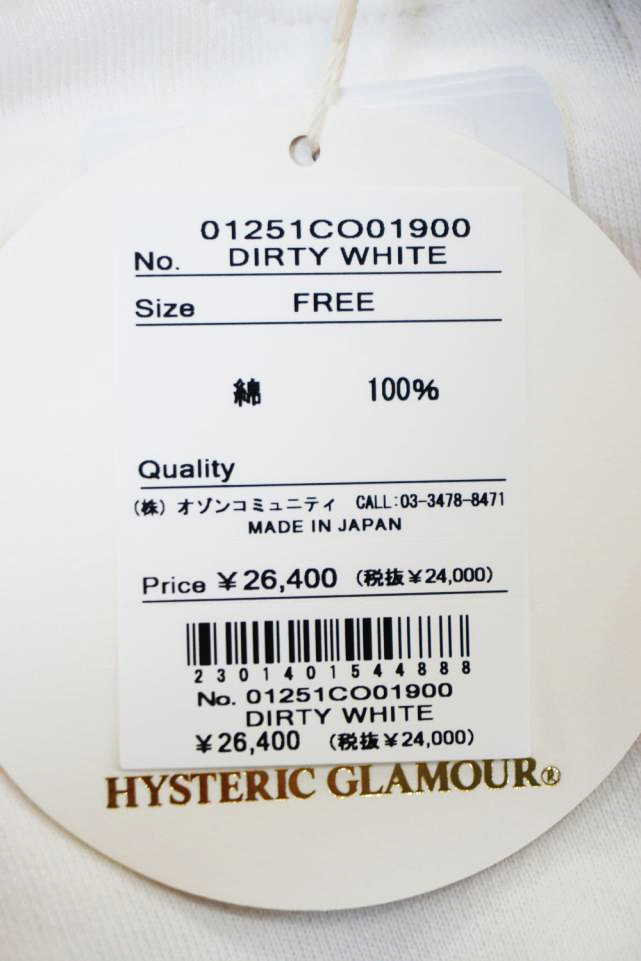 01251CO01900
No. DIRTY WHITE
Size FREE
綿 100%
Quality
(株) オゾンコミュニティ CALL:03-3478-8471
MADE IN JAPAN
Price ¥26,400 (税抜¥24,000)
2301401544888
No. 01251CO01900
DIRTY WHITE
¥26,400 (税抜¥24,000)
HYSTERIC GLAMOUR®